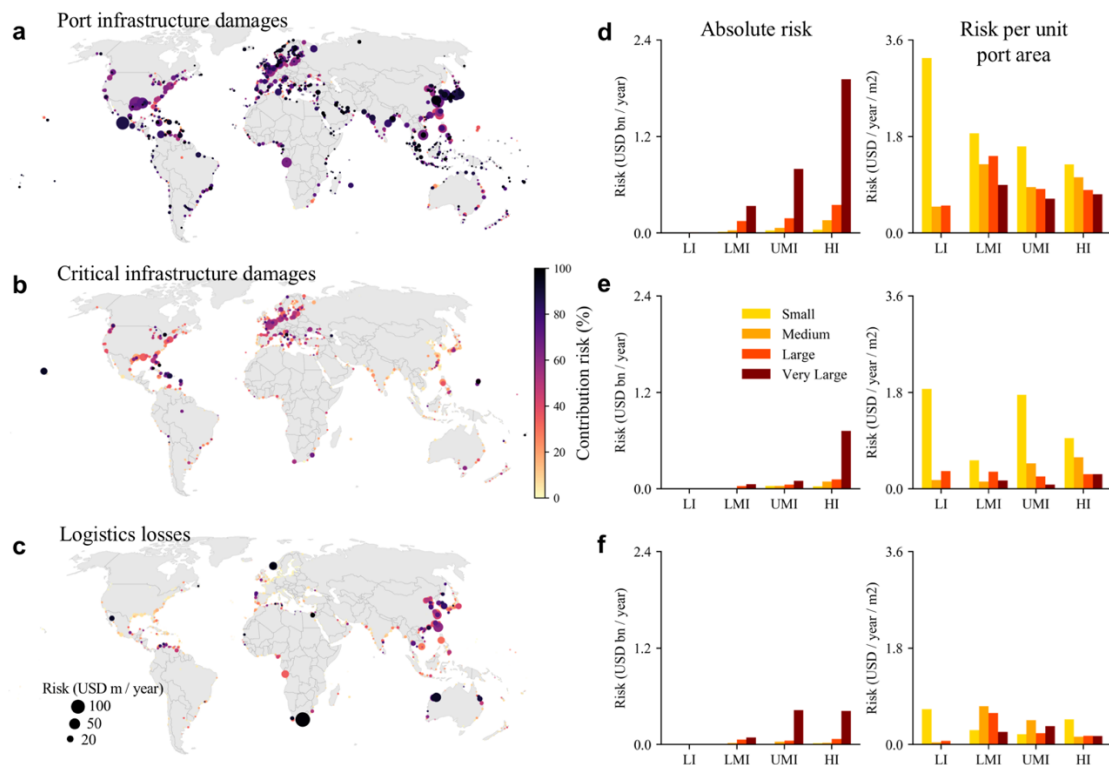 a
Port infrastructure damages
b
Critical infrastructure damages
100
80
60
40
20
0
Contribution risk (%)
c
Logistics losses
Risk (USD m / year)
100
50
20
d
Absolute risk
Risk (USD bn / year)
1.2
0.0
LI
LMI
UMI
HI
Risk per unit
port area
Risk (USD / year / m2)
3.6
1.8
0.0
LI
LMI
UMI
HI
e
Risk (USD bn / year)
2.4
1.2
0.0
Small
Medium
Large
Very Large
LI
LMI
UMI
HI
Risk (USD / year / m2)
3.6
1.8
0.0
LI
LMI
UMI
HI
f
Risk (USD bn / year)
2.4
1.2
0.0
LI
LMI
UMI
HI
Risk (USD / year / m2)
3.6
1.8
0.0
LI
LMI
UMI
HI